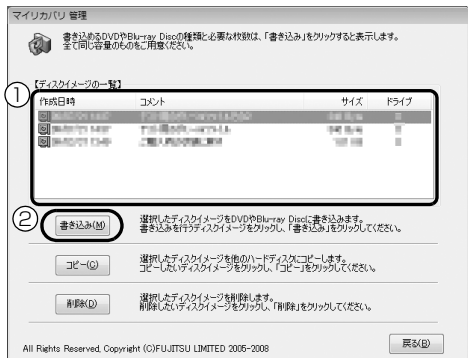 マイリカバリ 管理
書き込めるDVDやBlu-ray Discの種類と必要な枚数は、「書き込み」をクリックすると表示します。
全て同じ容量のものをご用意ください。
【ディスクイメージの一覧】
①
作成日時 コメント サイズ ドライブ
②
書き込み(M)
選択したディスクイメージをDVDやBlu-ray Discに書き込みます。
書き込みを行うディスクイメージをクリックし、「書き込み」をクリックしてください。
コピー(C)
選択したディスクイメージを他のハードディスクにコピーします。
コピーしたいディスクイメージをクリックし、「コピー」をクリックしてください。
削除(D)
選択したディスクイメージを削除します。
削除したいディスクイメージをクリックし、「削除」をクリックしてください。
All Rights Reserved, Copyright (C)FUJITSU LIMITED 2005-2008
戻る(B)